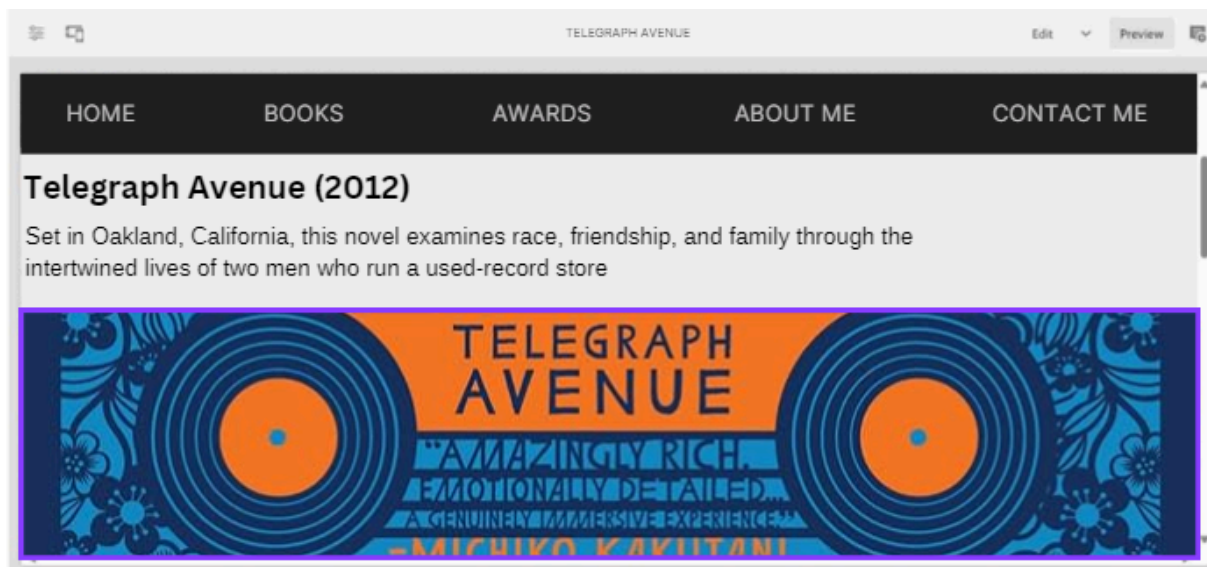 TELEGRAPH AVENUE
Edit
Preview
HOME
BOOKS
AWARDS
ABOUT ME
CONTACT ME
Telegraph Avenue (2012)
Set in Oakland, California, this novel examines race, friendship, and family through the
intertwined lives of two men who run a used-record store
TELEGRAPH
AVENUE
"AMAZINGLY RICH,
EMOTIONALLY DETAILED...
A GENUINELY IMMERSIVE EXPERIENCE."
-MICHIKO KAKUTANI